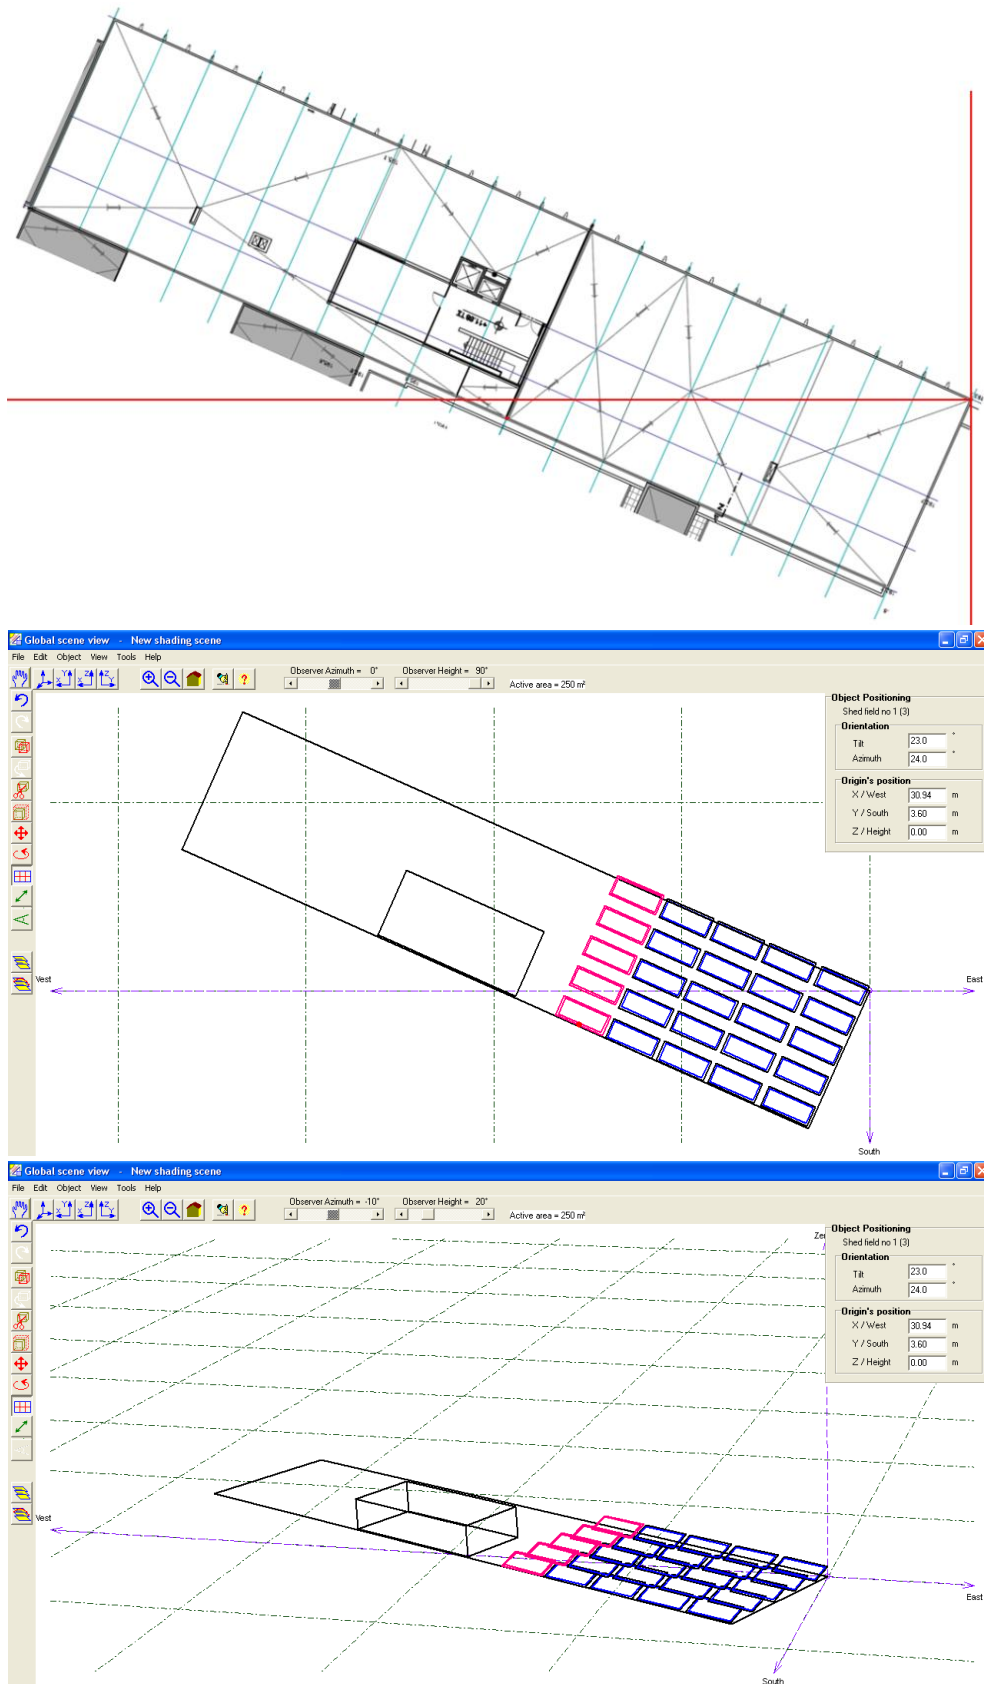 Global scene view - New shading scene
File Edit Object View Tools Help
Observer Azimuth = 0° Observer Height = 90°
Active area = 250 m²
Object Positioning
Shed field no 1 (3)
Orientation
Tilt 23.0 °
Azimuth 24.0 °
Origin's position
X / West 30.94 m
Y / South 3.60 m
Z / Height 0.00 m
Vest
East
South
Global scene view - New shading scene
File Edit Object View Tools Help
Observer Azimuth = -10° Observer Height = 20°
Active area = 250 m²
Object Positioning
Shed field no 1 (3)
Orientation
Tilt 23.0 °
Azimuth 24.0 °
Origin's position
X / West 30.94 m
Y / South 3.60 m
Z / Height 0.00 m
Zen
Vest
East
South